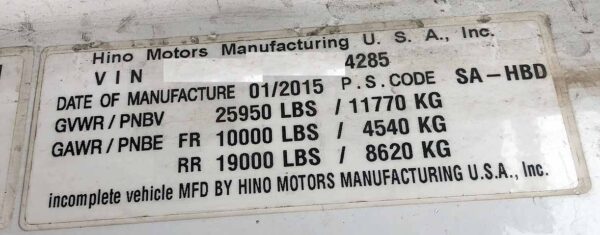 Hino Motors Manufacturing U. S. A., Inc.
VIN 4285
DATE OF MANUFACTURE 01/2015 P.S. CODE SA-HBD
GVWR / PNBV 25950 LBS / 11770 KG
GAWR / PNBE FR 10000 LBS / 4540 KG
RR 19000 LBS / 8620 KG
incomplete vehicle MFD BY HINO MOTORS MANUFACTURING U.S.A., Inc.